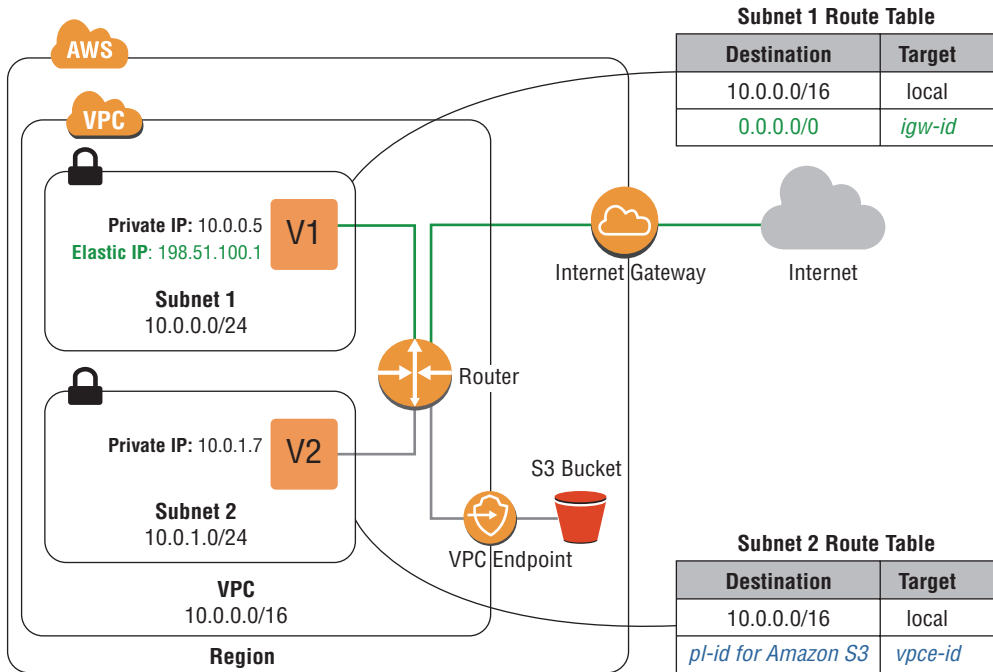 Subnet 1 Route Table
Destination Target
10.0.0.0/16 local
0.0.0.0/0 igw-id
AWS
VPC
Private IP: 10.0.0.5
Elastic IP: 198.51.100.1
V1
Subnet 1
10.0.0.0/24
Internet Gateway
Internet
Router
Private IP: 10.0.1.7
V2
Subnet 2
10.0.1.0/24
S3 Bucket
VPC Endpoint
VPC
10.0.0.0/16
Region
Subnet 2 Route Table
Destination Target
10.0.0.0/16 local
pl-id for Amazon S3 vpce-id